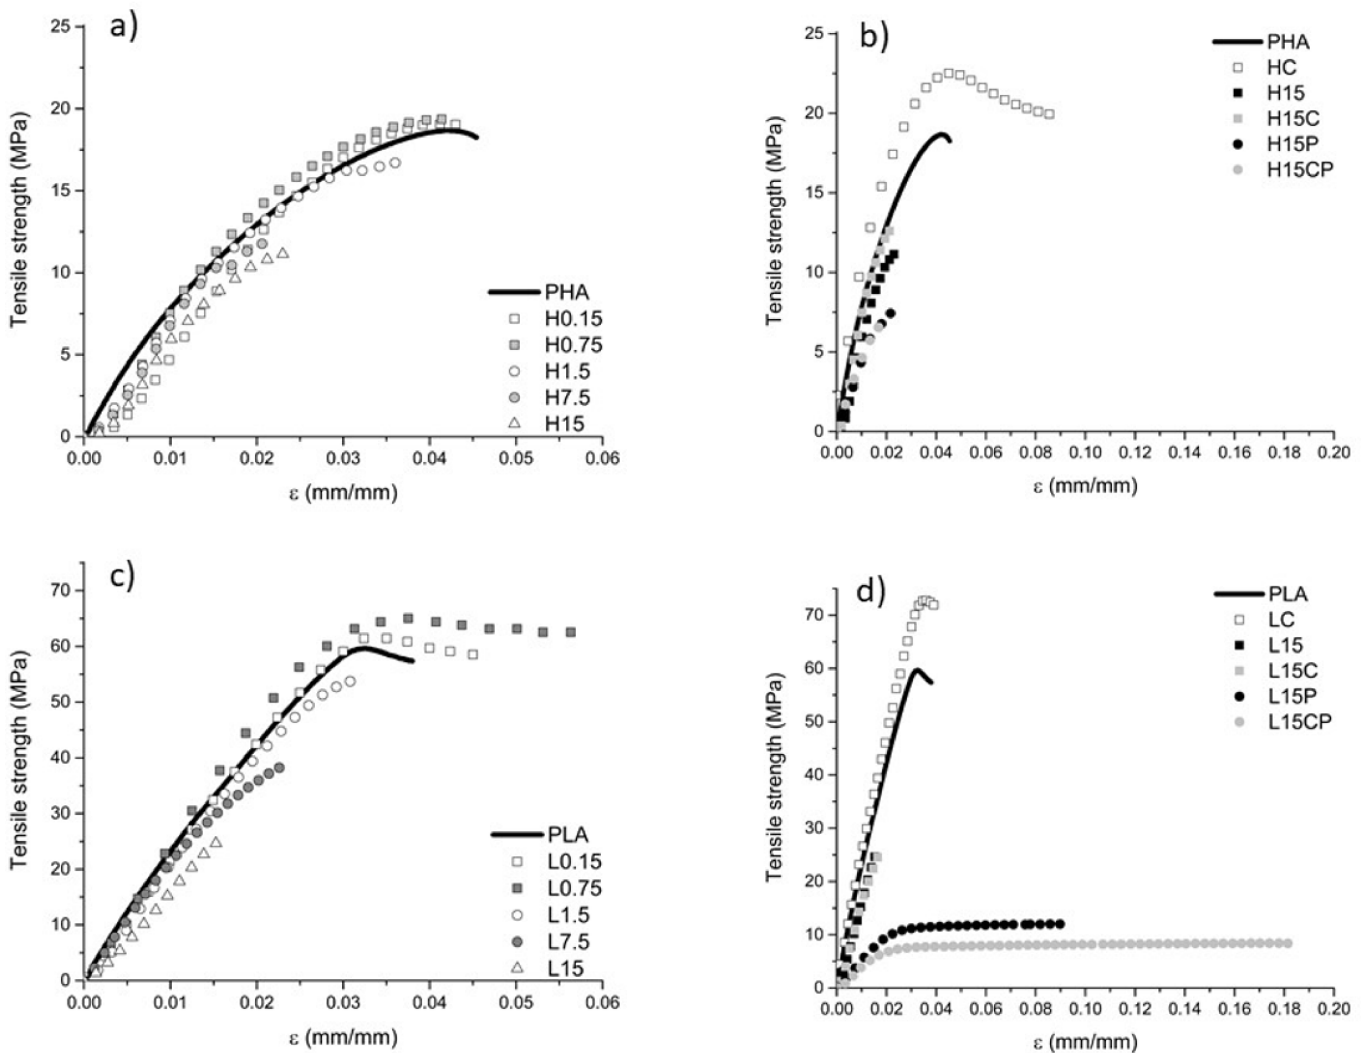 a)
25
20
15
10
5
0
Tensile strength (MPa)
0.00 0.01 0.02 0.03 0.04 0.05 0.06
ε (mm/mm)
PHA
H0.15
H0.75
H1.5
H7.5
H15
b)
25
20
15
10
5
0
Tensile strength (MPa)
0.00 0.02 0.04 0.06 0.08 0.10 0.12 0.14 0.16 0.18 0.20
ε (mm/mm)
PHA
HC
H15
H15C
H15P
H15CP
c)
70
60
50
40
30
20
10
0
Tensile strength (MPa)
0.00 0.01 0.02 0.03 0.04 0.05 0.06
ε (mm/mm)
PLA
L0.15
L0.75
L1.5
L7.5
L15
d)
70
60
50
40
30
20
10
0
Tensile strength (MPa)
0.00 0.02 0.04 0.06 0.08 0.10 0.12 0.14 0.16 0.18 0.20
ε (mm/mm)
PLA
LC
L15
L15C
L15P
L15CP